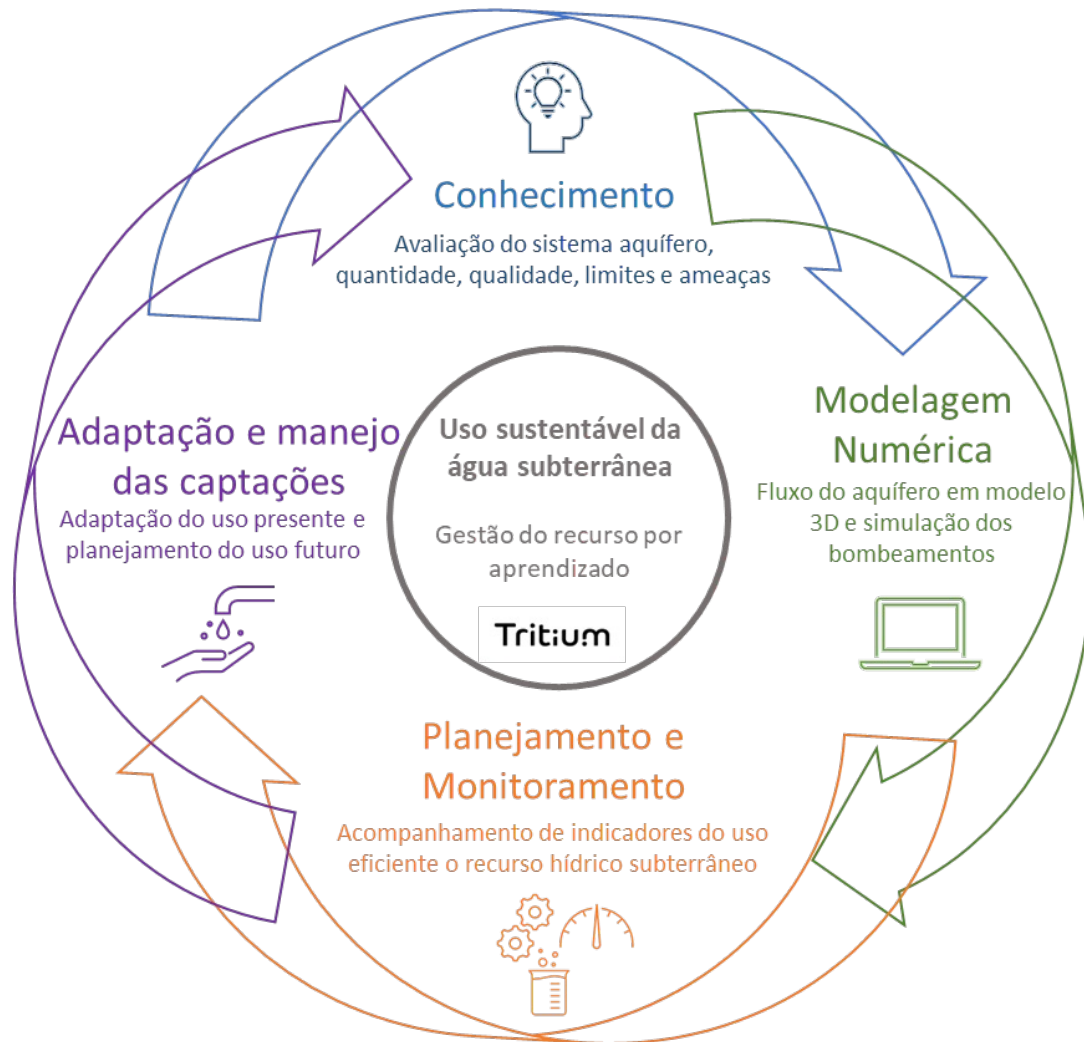 Conhecimento
Avaliação do sistema aquífero,
quantidade, qualidade, limites e ameaças
Modelagem
Numérica
Fluxo do aquífero em modelo
3D e simulação dos
bombeamentos
Planejamento e
Monitoramento
Acompanhamento de indicadores do uso
eficiente o recurso hídrico subterrâneo
Adaptação e manejo
das captações
Adaptação do uso presente e
planejamento do uso futuro
Uso sustentável da
água subterrânea
Gestão do recurso por
aprendizado
Tritium